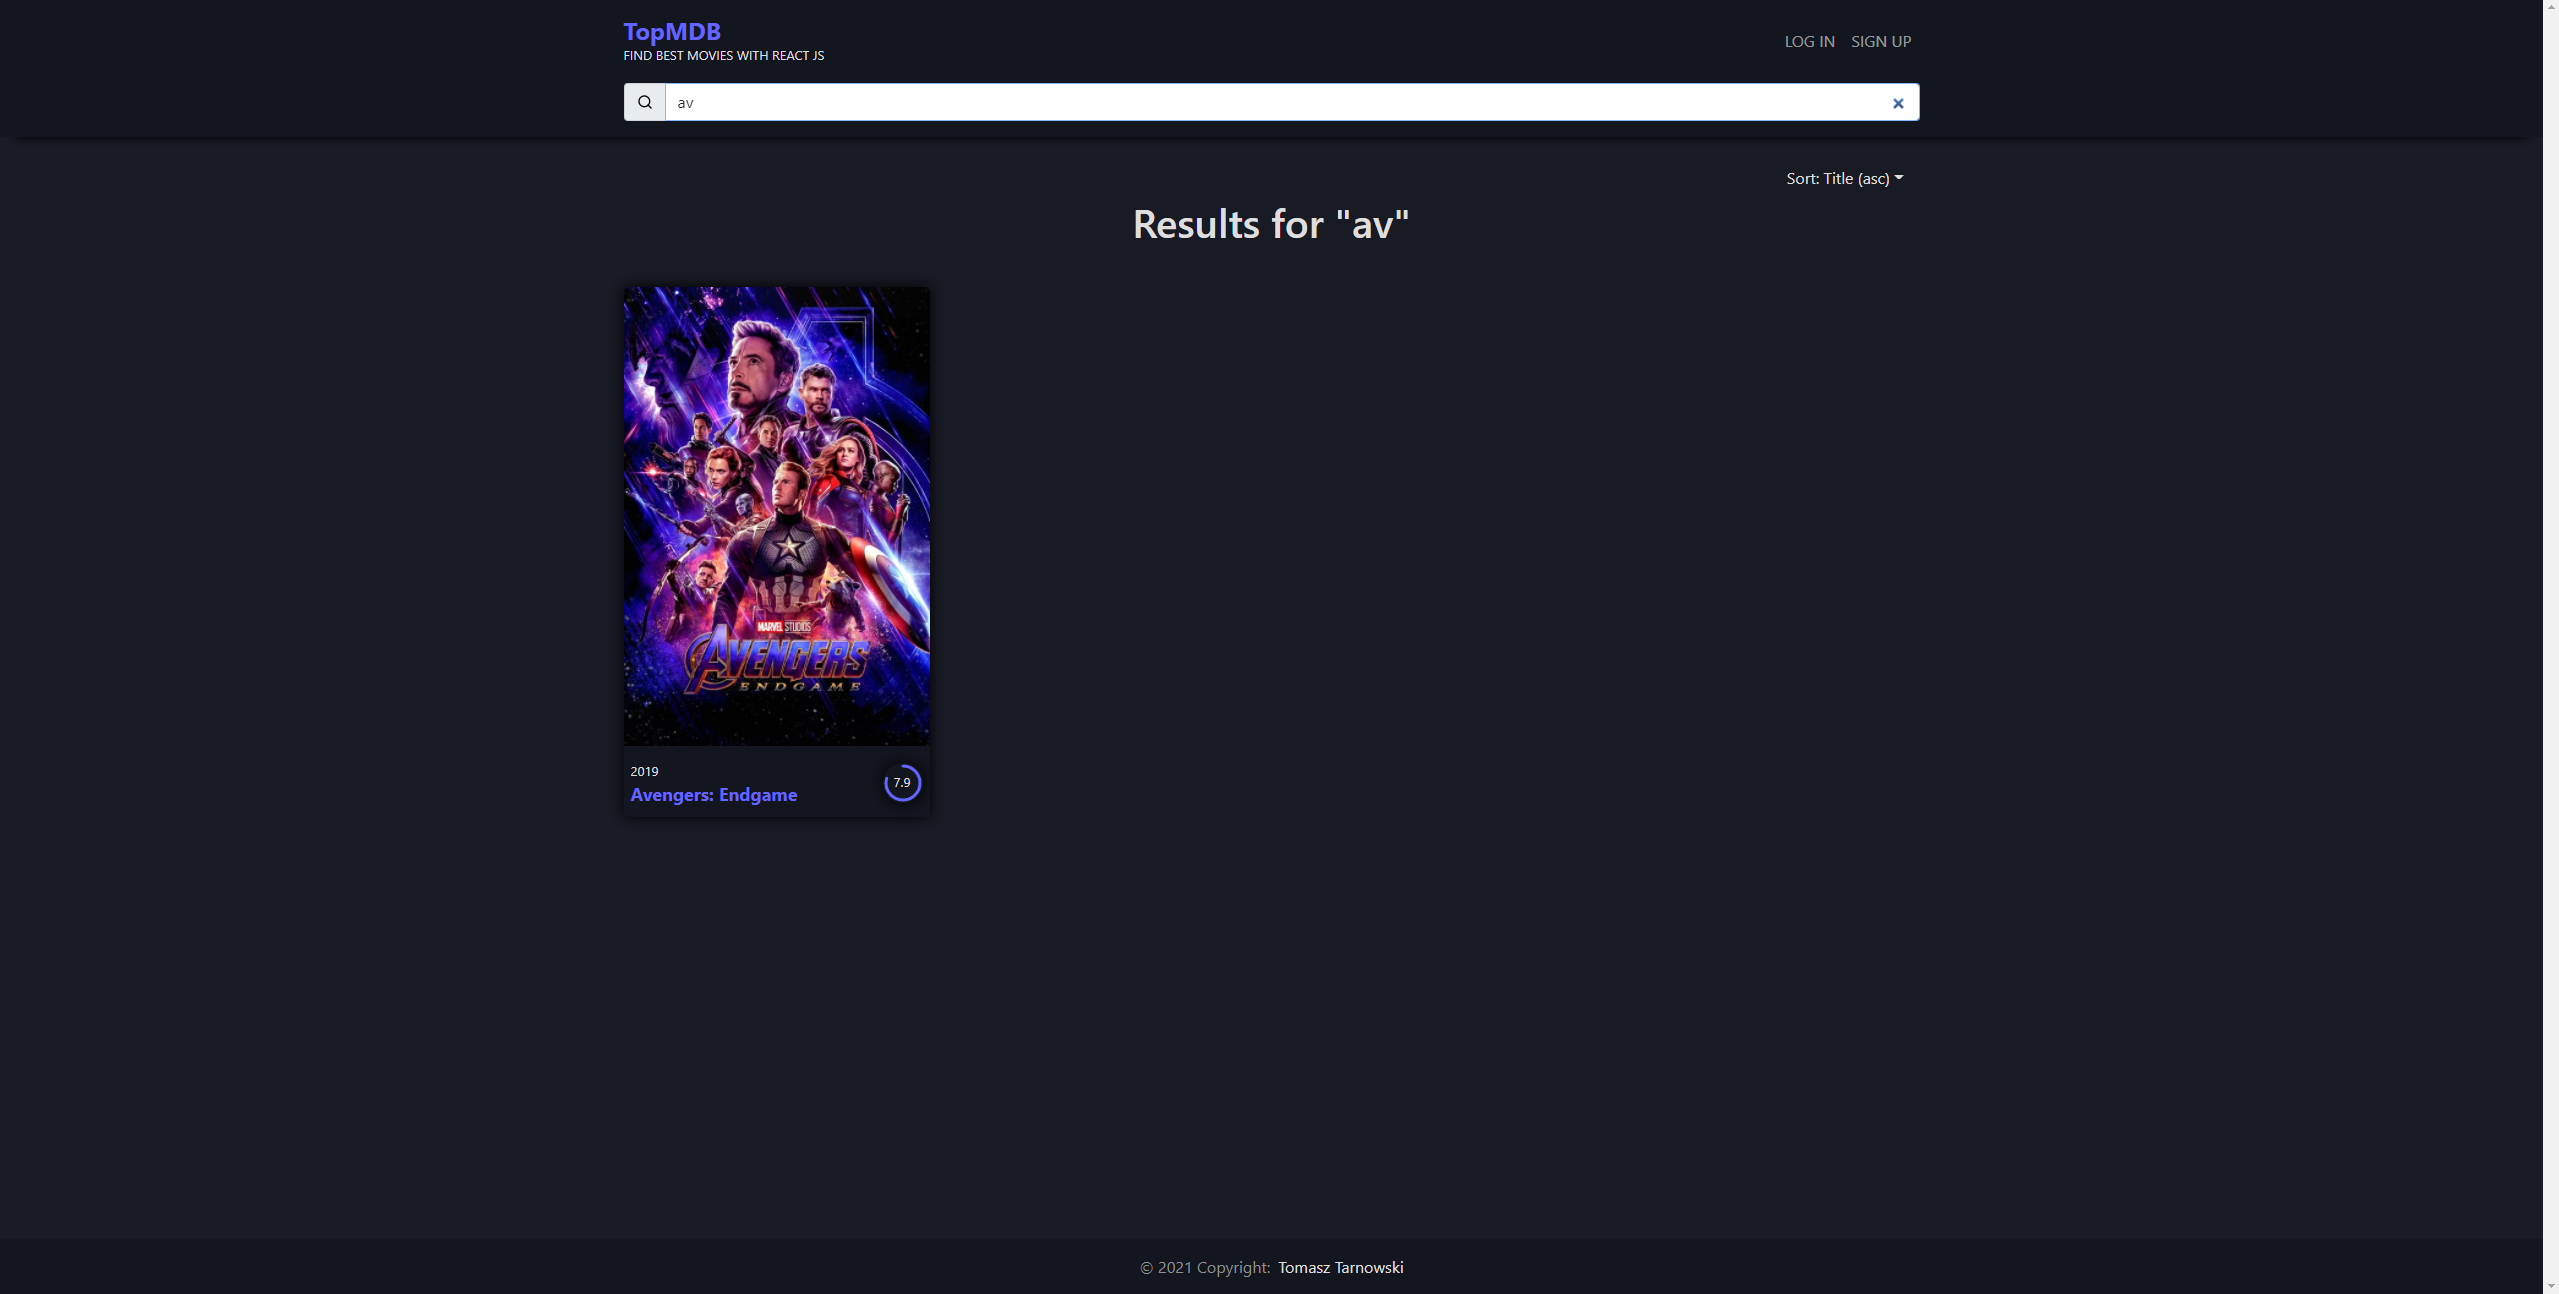 TopMDB
FIND BEST MOVIES WITH REACT JS
LOG IN
SIGN UP
av
Sort: Title (asc)
Results for "av"
MARVEL STUDIOS
AVENGERS
ENDGAME
2019
Avengers: Endgame
7.9
© 2021 Copyright: Tomasz Tarnowski